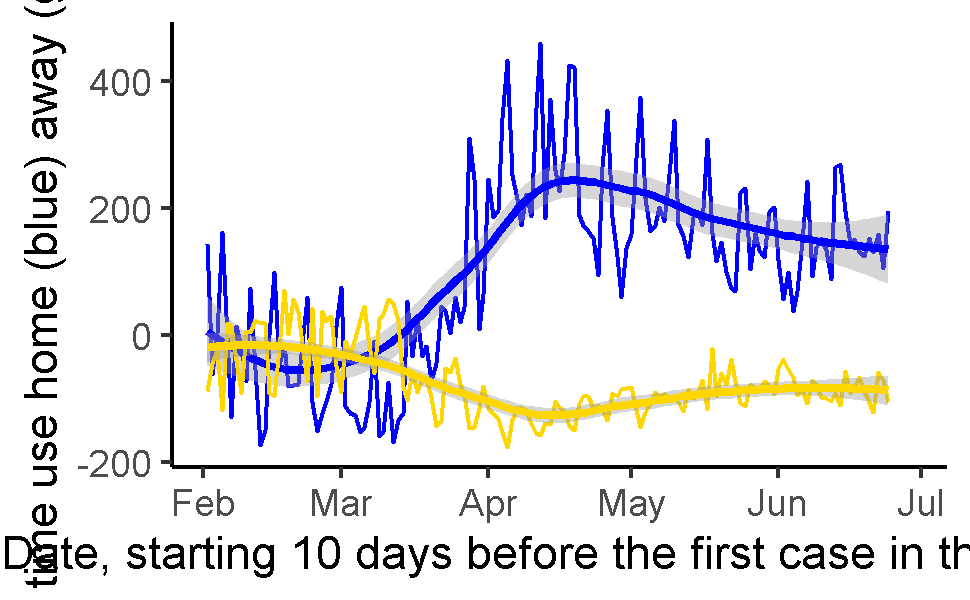 time use home (blue) away (
400
200
0
-200
Feb Mar Apr May Jun Jul
Date, starting 10 days before the first case in th